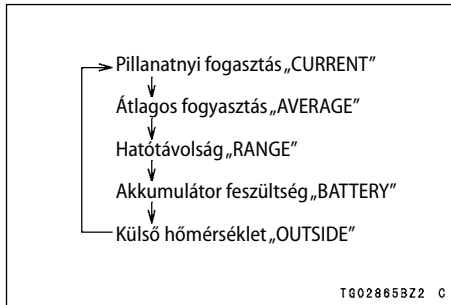 Pillanatnyi fogasztás „CURRENT”
Átlagos fogyasztás „AVERAGE”
Hatótávolság „RANGE”
Akkumulátor feszültség „BATTERY”
Külső hőmérséklet „OUTSIDE”
TG02865BZ2 C